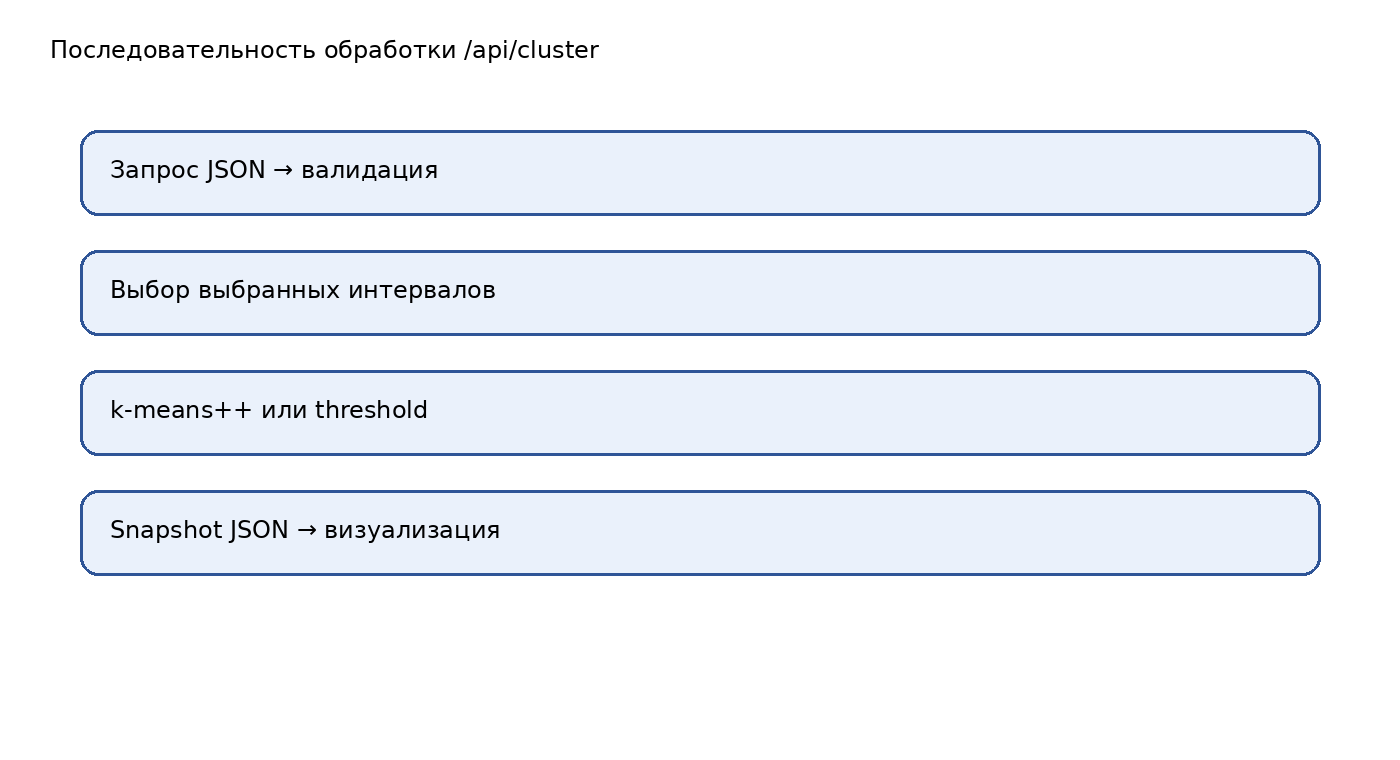 Последовательность обработки /api/cluster
Запрос JSON → валидация
Выбор выбранных интервалов
k-means++ или threshold
Snapshot JSON → визуализация